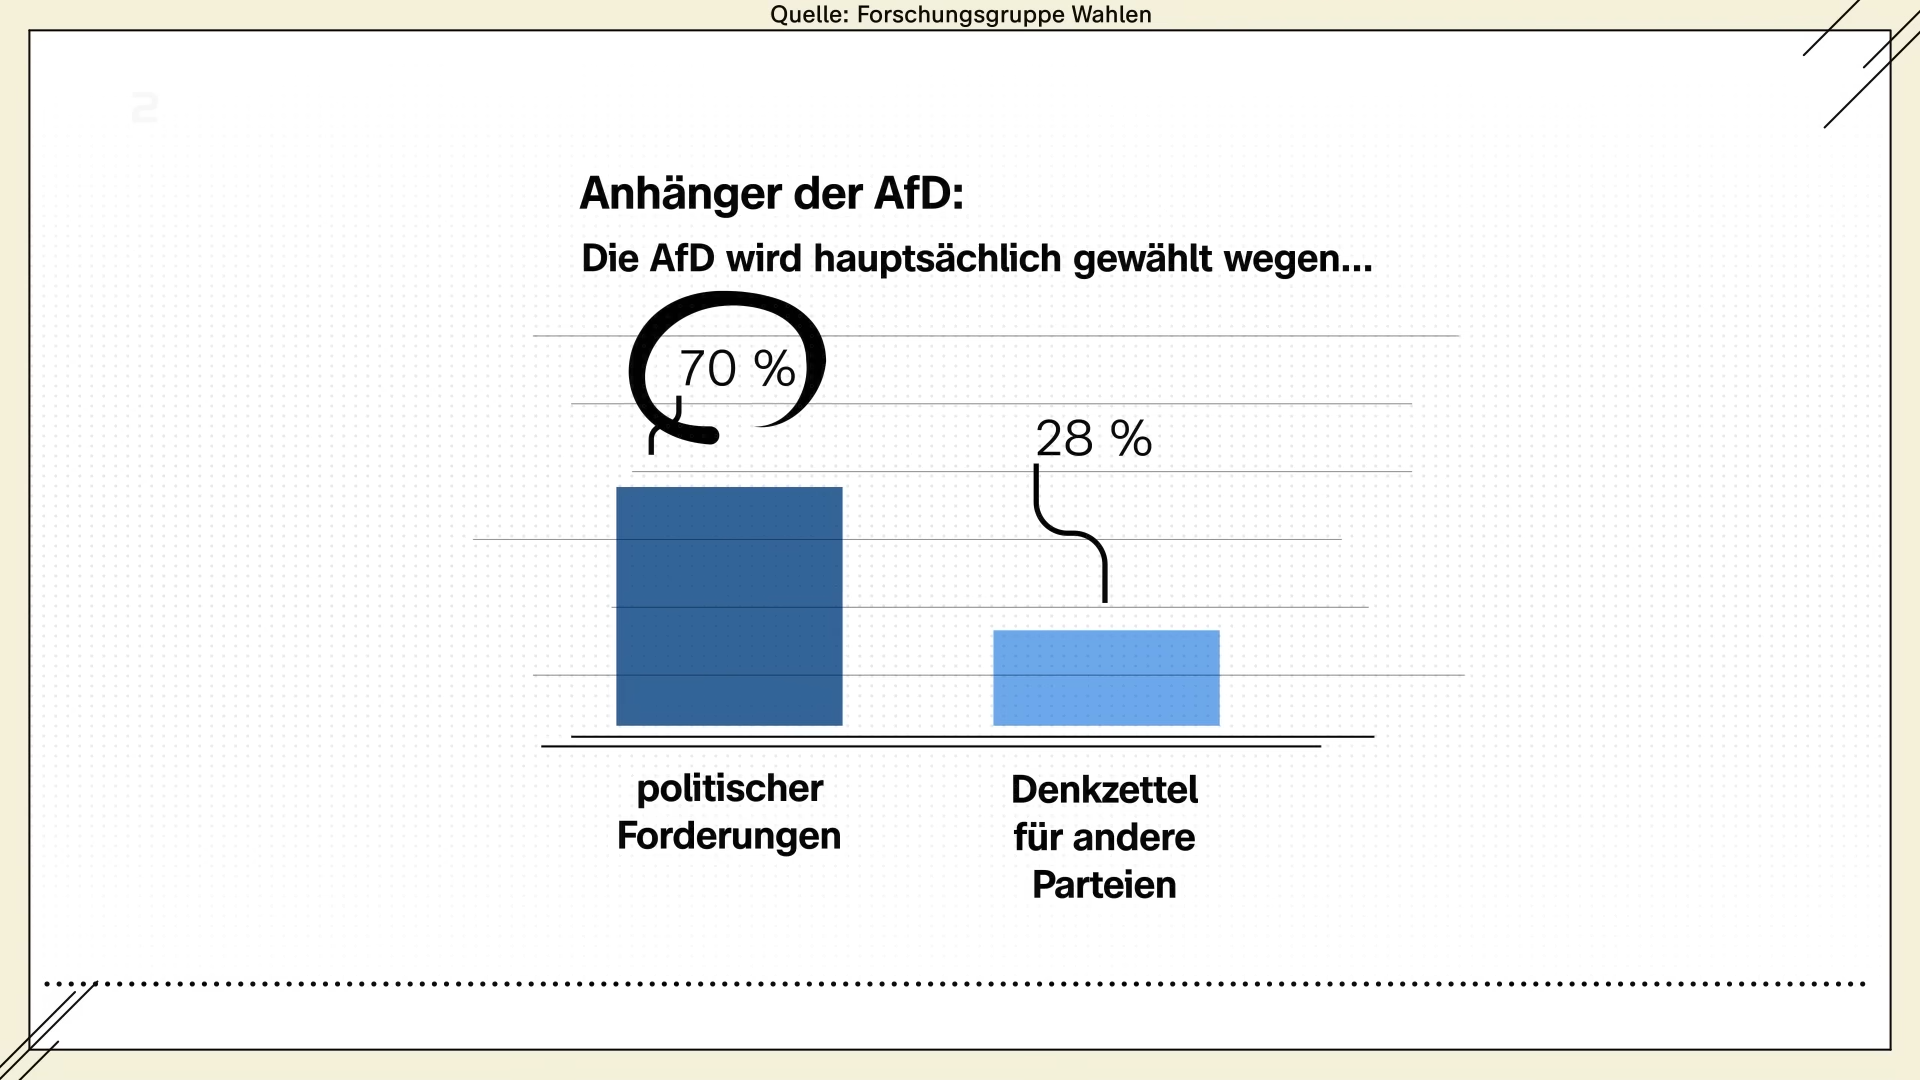 Quelle: Forschungsgruppe Wahlen
2
Anhänger der AfD:
Die AfD wird hauptsächlich gewählt wegen...
70 %
28 %
politischer
Forderungen
Denkzettel
für andere
Parteien